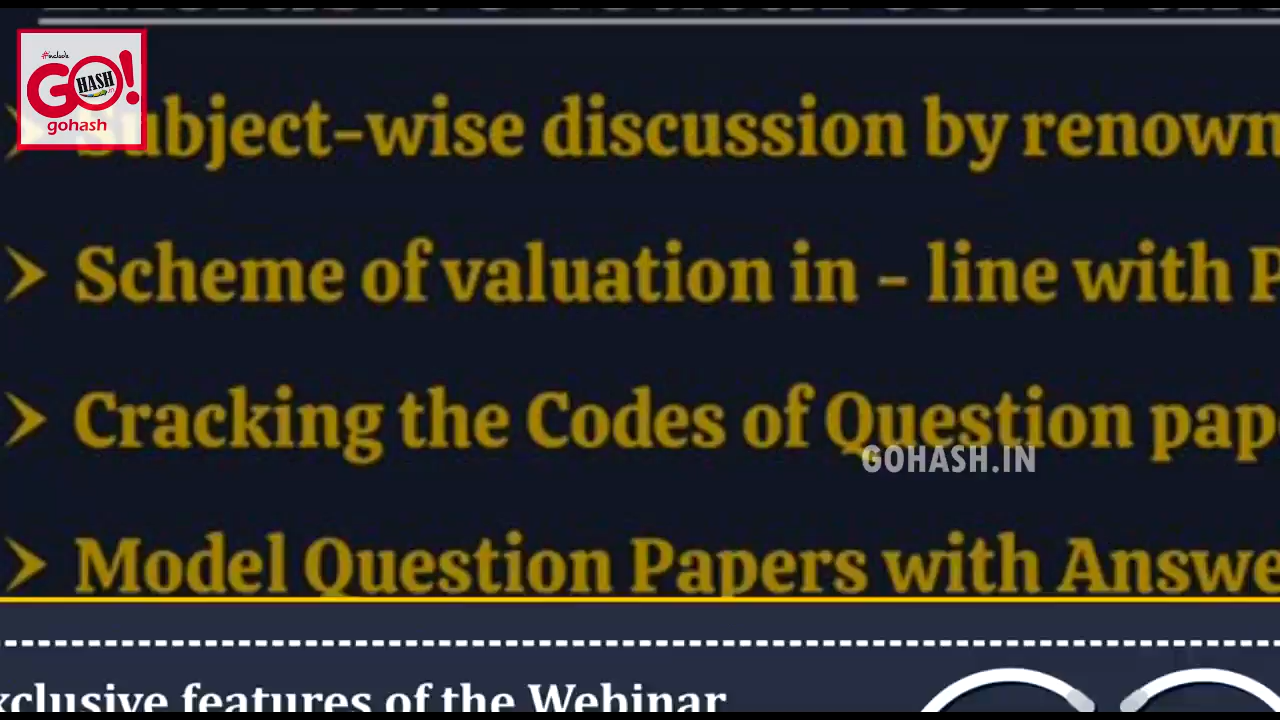 #include
GO!
HASH
gohash
Subject-wise discussion by renown
Scheme of valuation in - line with P
Cracking the Codes of Question pap
GOHASH.IN
Model Question Papers with Answe
xclusive features of the Webinar